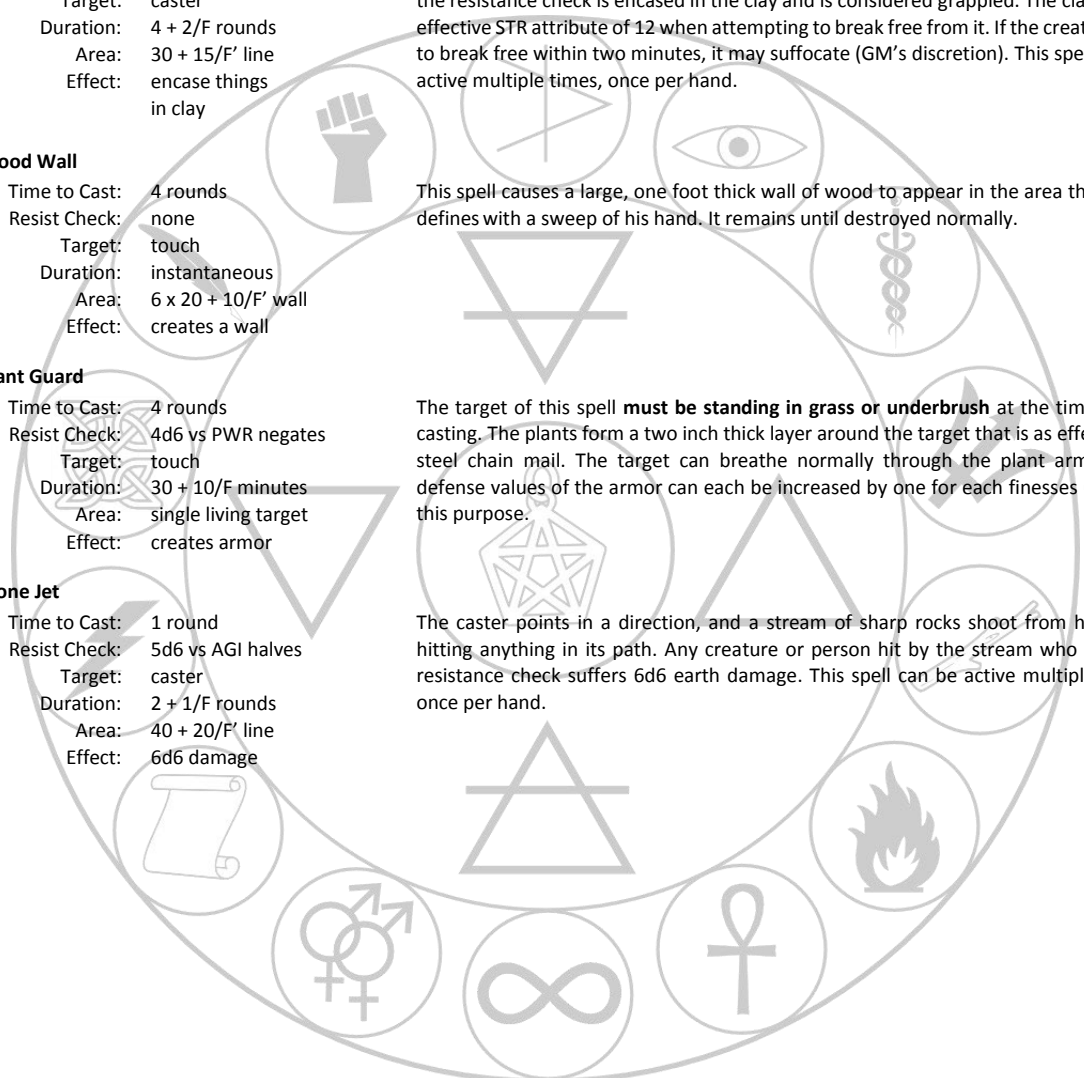 Target: caster
Duration: 4 + 2/F rounds
Area: 30 + 15/F' line
Effect: encase things
in clay
the resistance check is encased in the clay and is considered grappled. The cla
effective STR attribute of 12 when attempting to break free from it. If the creat
to break free within two minutes, it may suffocate (GM's discretion). This spe
active multiple times, once per hand.
ood Wall
Time to Cast: 4 rounds
Resist Check: none
Target: touch
Duration: instantaneous
Area: 6 x 20 + 10/F' wall
Effect: creates a wall
This spell causes a large, one foot thick wall of wood to appear in the area th
defines with a sweep of his hand. It remains until destroyed normally.
ant Guard
Time to Cast: 4 rounds
Resist Check: 4d6 vs PWR negates
Target: touch
Duration: 30 + 10/F minutes
Area: single living target
Effect: creates armor
The target of this spell must be standing in grass or underbrush at the tim
casting. The plants form a two inch thick layer around the target that is as effe
steel chain mail. The target can breathe normally through the plant arm
defense values of the armor can each be increased by one for each finesses
this purpose.
one Jet
Time to Cast: 1 round
Resist Check: 5d6 vs AGI halves
Target: caster
Duration: 2 + 1/F rounds
Area: 40 + 20/F' line
Effect: 6d6 damage
The caster points in a direction, and a stream of sharp rocks shoot from h
hitting anything in its path. Any creature or person hit by the stream who
resistance check suffers 6d6 earth damage. This spell can be active multipl
once per hand.